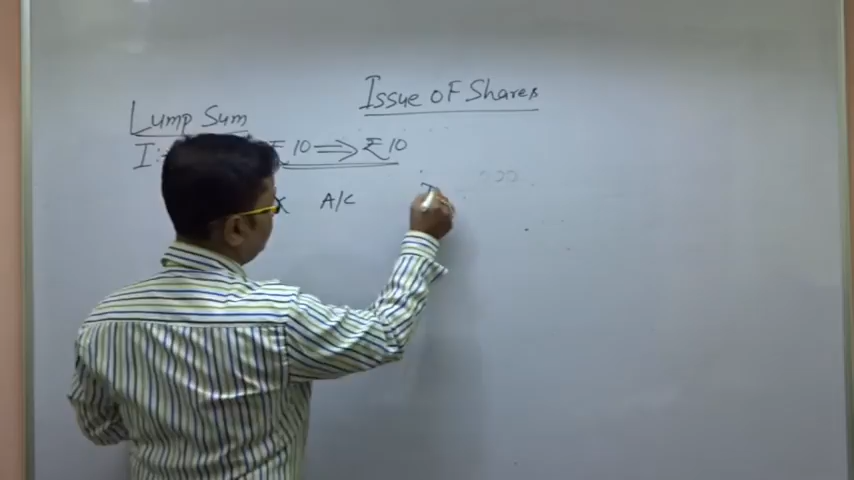 Issue of Shares
Lump Sum
I:- ₹10 ⇒ ₹10
A/C